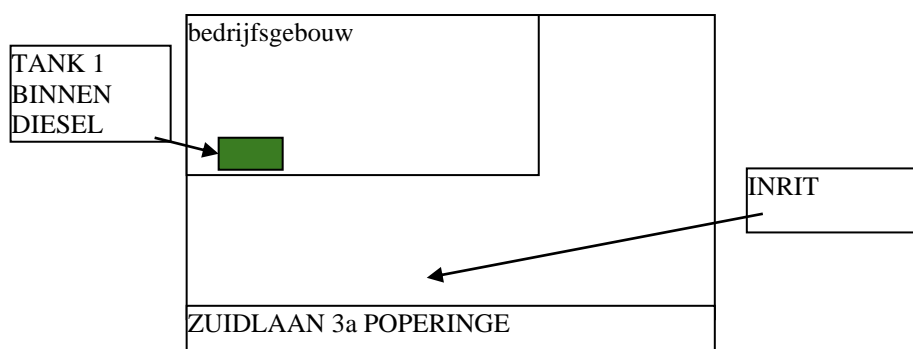 bedrijfsgebouw
TANK 1
BINNEN
DIESEL
INRIT
ZUIDLAAN 3a POPERINGE